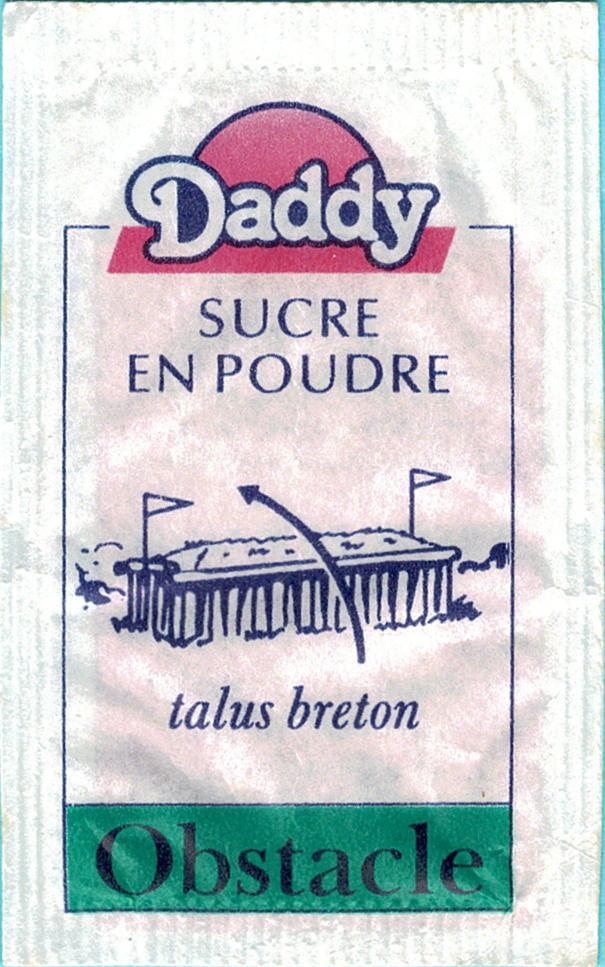 Daddy
SUCRE
EN POUDRE
talus breton
Obstacle